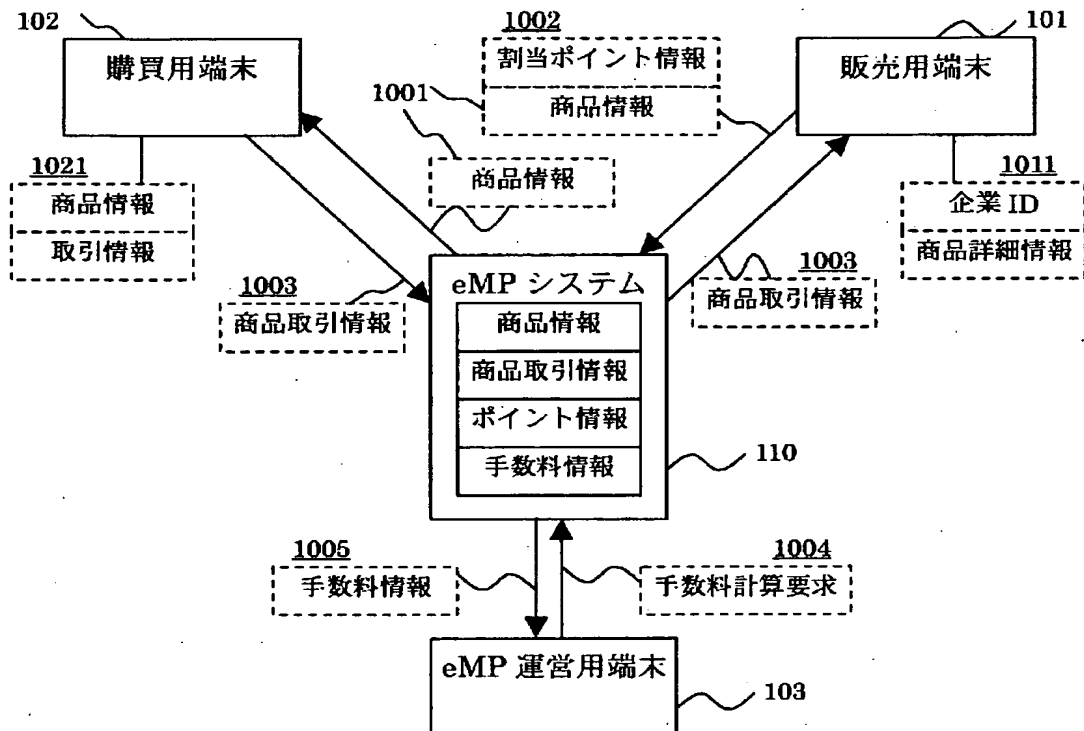 102
購買用端末
1021
商品情報
取引情報
1001
商品情報
1002
割当ポイント情報
商品情報
101
販売用端末
1011
企業 ID
商品詳細情報
1003
商品取引情報
1003
商品取引情報
eMP システム
商品情報
商品取引情報
ポイント情報
手数料情報
110
1005
手数料情報
1004
手数料計算要求
eMP 運営用端末
103